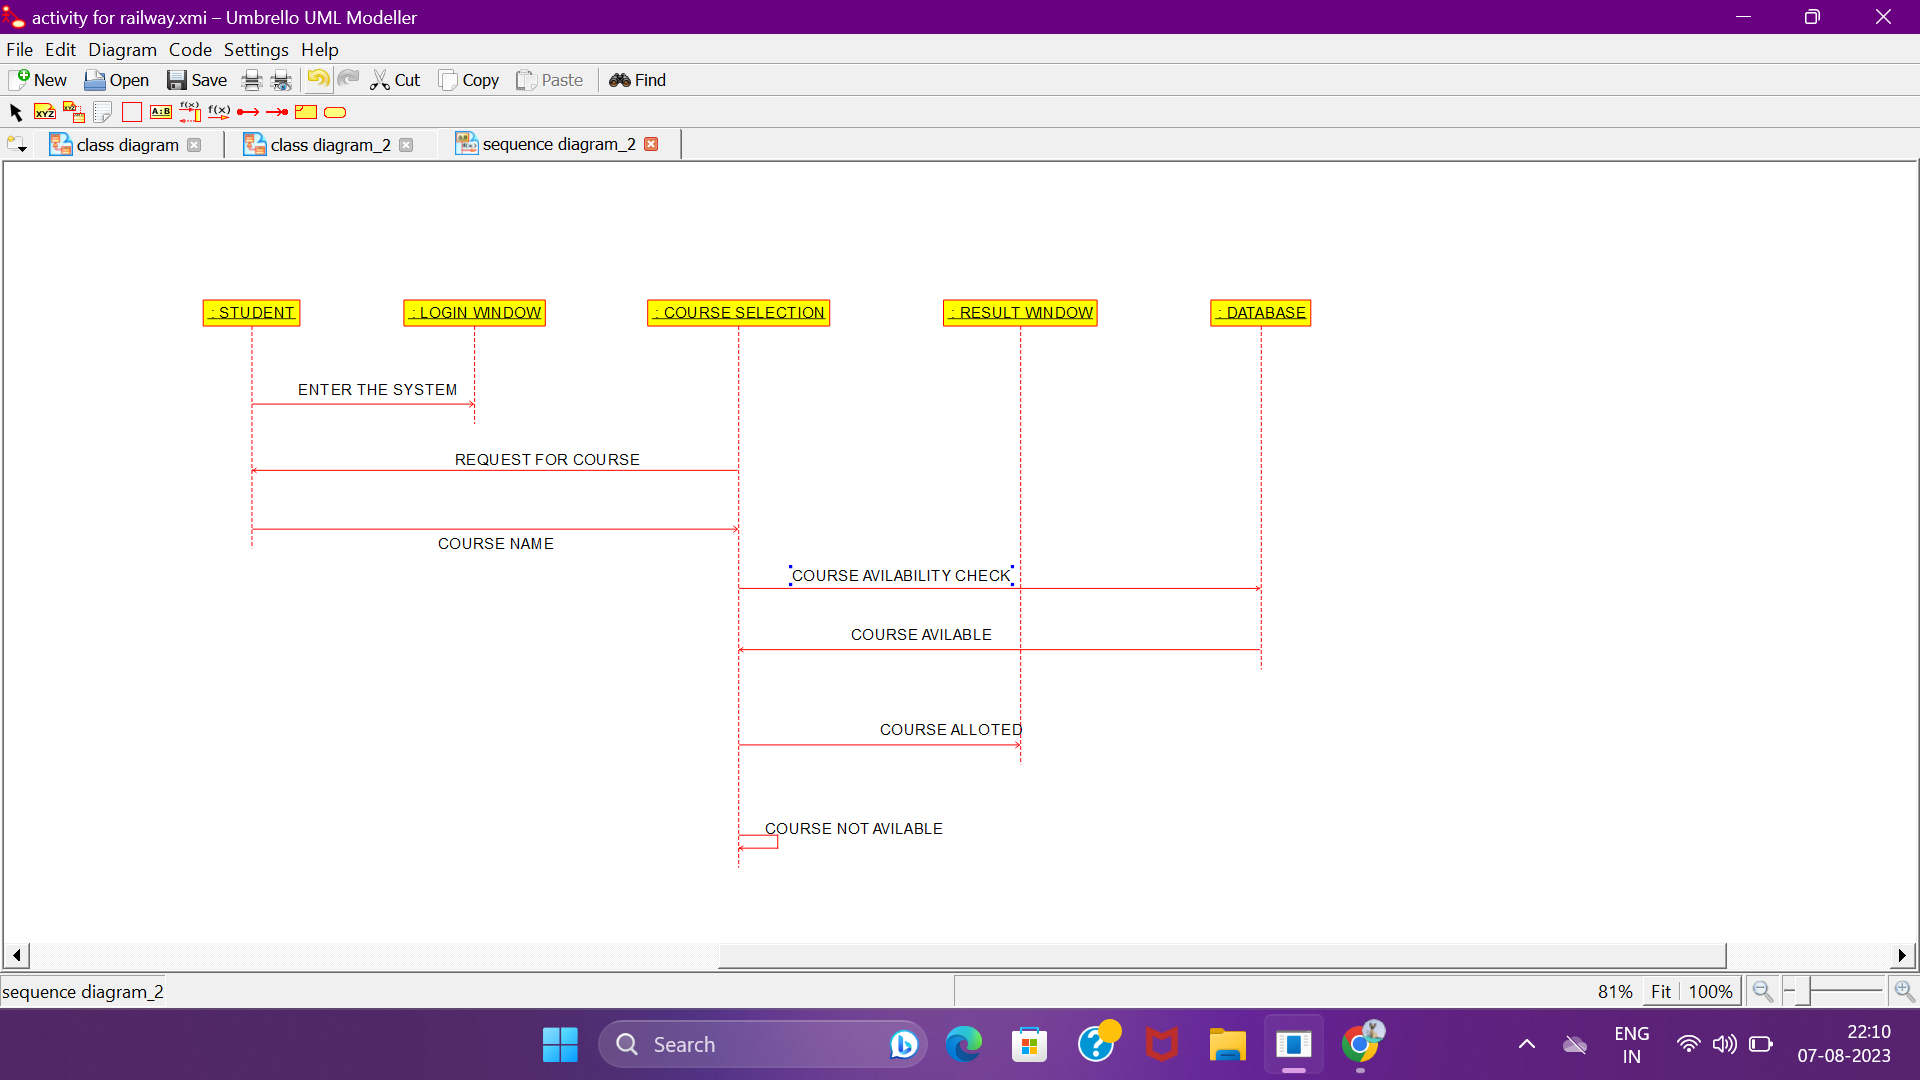 activity for railway.xmi – Umbrello UML Modeller
File Edit Diagram Code Settings Help
New Open Save Cut Copy Paste Find
XYZ XYZ A:B f(x) f(x)
class diagram class diagram_2 sequence diagram_2
: STUDENT : LOGIN WINDOW : COURSE SELECTION : RESULT WINDOW : DATABASE
ENTER THE SYSTEM
REQUEST FOR COURSE
COURSE NAME
COURSE AVILABILITY CHECK
COURSE AVILABLE
COURSE ALLOTED
COURSE NOT AVILABLE
sequence diagram_2 81% Fit 100%
Search
ENG
IN
22:10
07-08-2023